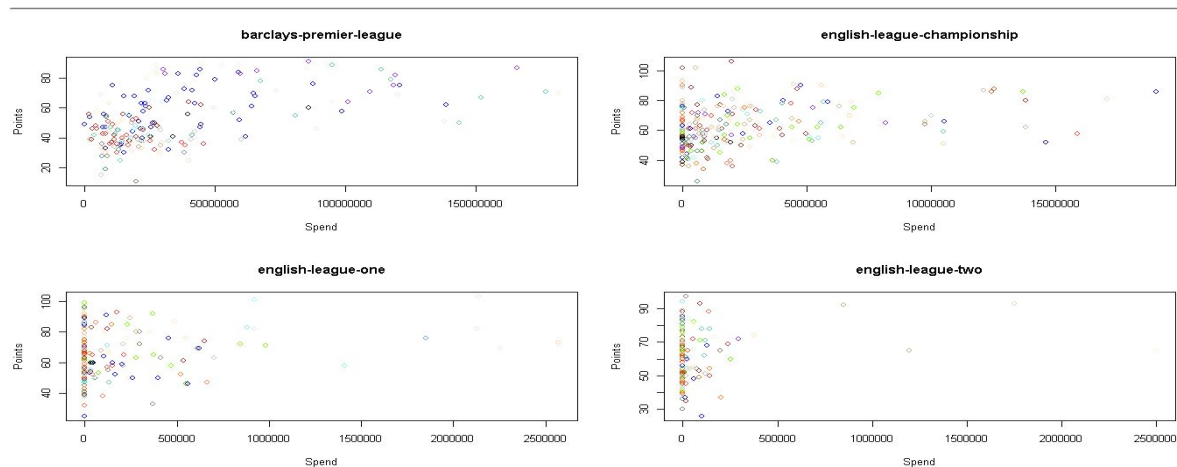 barclays-premier-league
Points
20 40 60 80
0 50000000 100000000 150000000
Spend
english-league-championship
Points
40 60 80 100
0 5000000 10000000 15000000
Spend
english-league-one
Points
40 60 80 100
0 500000 1000000 1500000 2000000 2500000
Spend
english-league-two
Points
30 50 70 90
0 500000 1000000 1500000 2000000 2500000
Spend